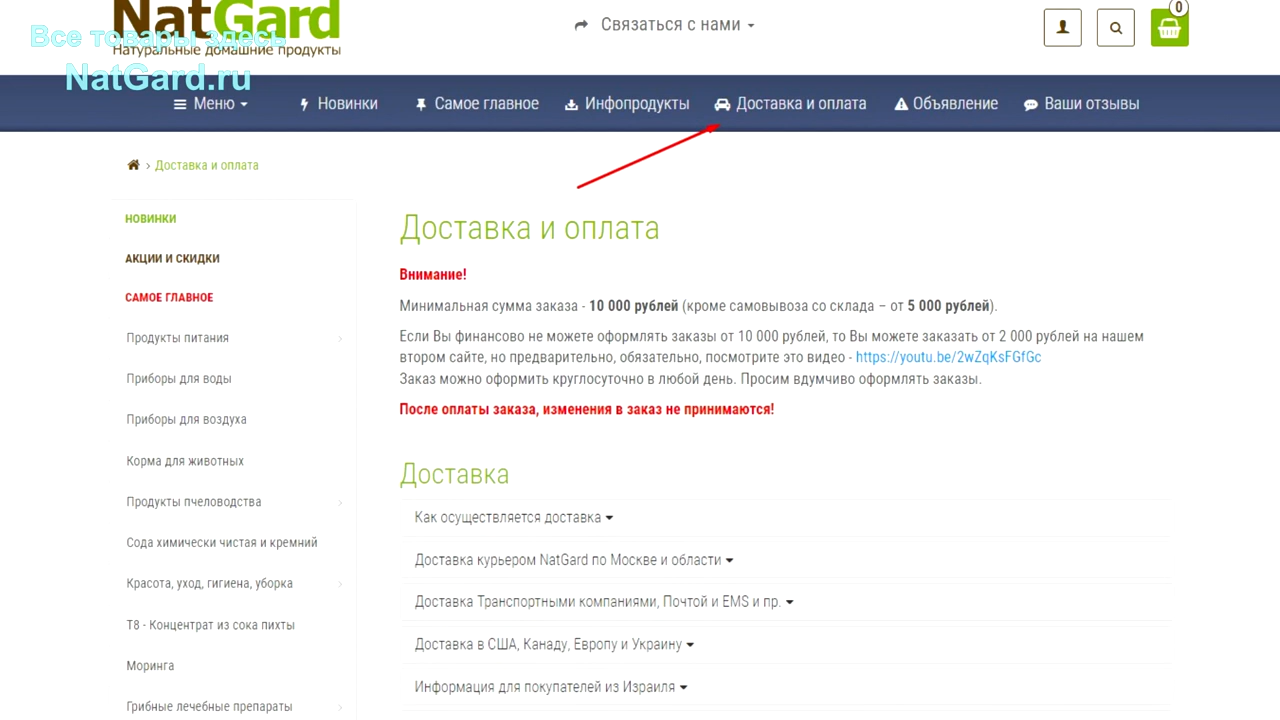 NatGard
Натуральные домашние продукты
Все товары здесь
NatGard.ru
Связаться с нами
0
Меню
Новинки
Самое главное
Инфопродукты
Доставка и оплата
Объявление
Ваши отзывы
› Доставка и оплата
НОВИНКИ
АКЦИИ И СКИДКИ
САМОЕ ГЛАВНОЕ
Продукты питания
Приборы для воды
Приборы для воздуха
Корма для животных
Продукты пчеловодства
Сода химически чистая и кремний
Красота, уход, гигиена, уборка
Т8 - Концентрат из сока пихты
Моринга
Грибные лечебные препараты
Доставка и оплата
Внимание!
Минимальная сумма заказа - 10 000 рублей (кроме самовывоза со склада – от 5 000 рублей).
Если Вы финансово не можете оформлять заказы от 10 000 рублей, то Вы можете заказать от 2 000 рублей на нашем
втором сайте, но предварительно, обязательно, посмотрите это видео - https://youtu.be/2wZqKsFGfGc
Заказ можно оформить круглосуточно в любой день. Просим вдумчиво оформлять заказы.
После оплаты заказа, изменения в заказ не принимаются!
Доставка
Как осуществляется доставка
Доставка курьером NatGard по Москве и области
Доставка Транспортными компаниями, Почтой и EMS и пр.
Доставка в США, Канаду, Европу и Украину
Информация для покупателей из Израиля